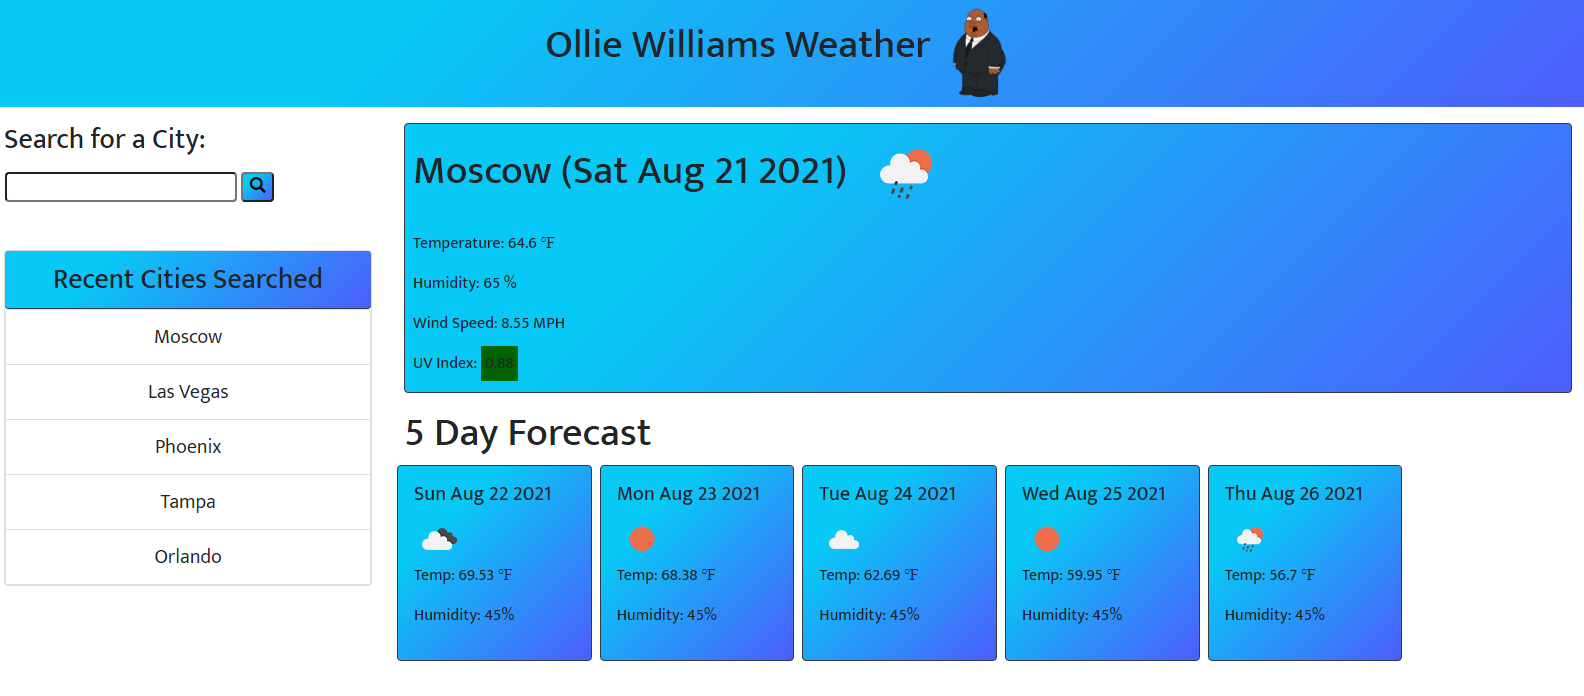 Ollie Williams Weather
Search for a City:
Recent Cities Searched
Moscow
Las Vegas
Phoenix
Tampa
Orlando
Moscow (Sat Aug 21 2021)
Temperature: 64.6 °F
Humidity: 65 %
Wind Speed: 8.55 MPH
UV Index: 0.88
5 Day Forecast
Sun Aug 22 2021
Temp: 69.53 °F
Humidity: 45%
Mon Aug 23 2021
Temp: 68.38 °F
Humidity: 45%
Tue Aug 24 2021
Temp: 62.69 °F
Humidity: 45%
Wed Aug 25 2021
Temp: 59.95 °F
Humidity: 45%
Thu Aug 26 2021
Temp: 56.7 °F
Humidity: 45%